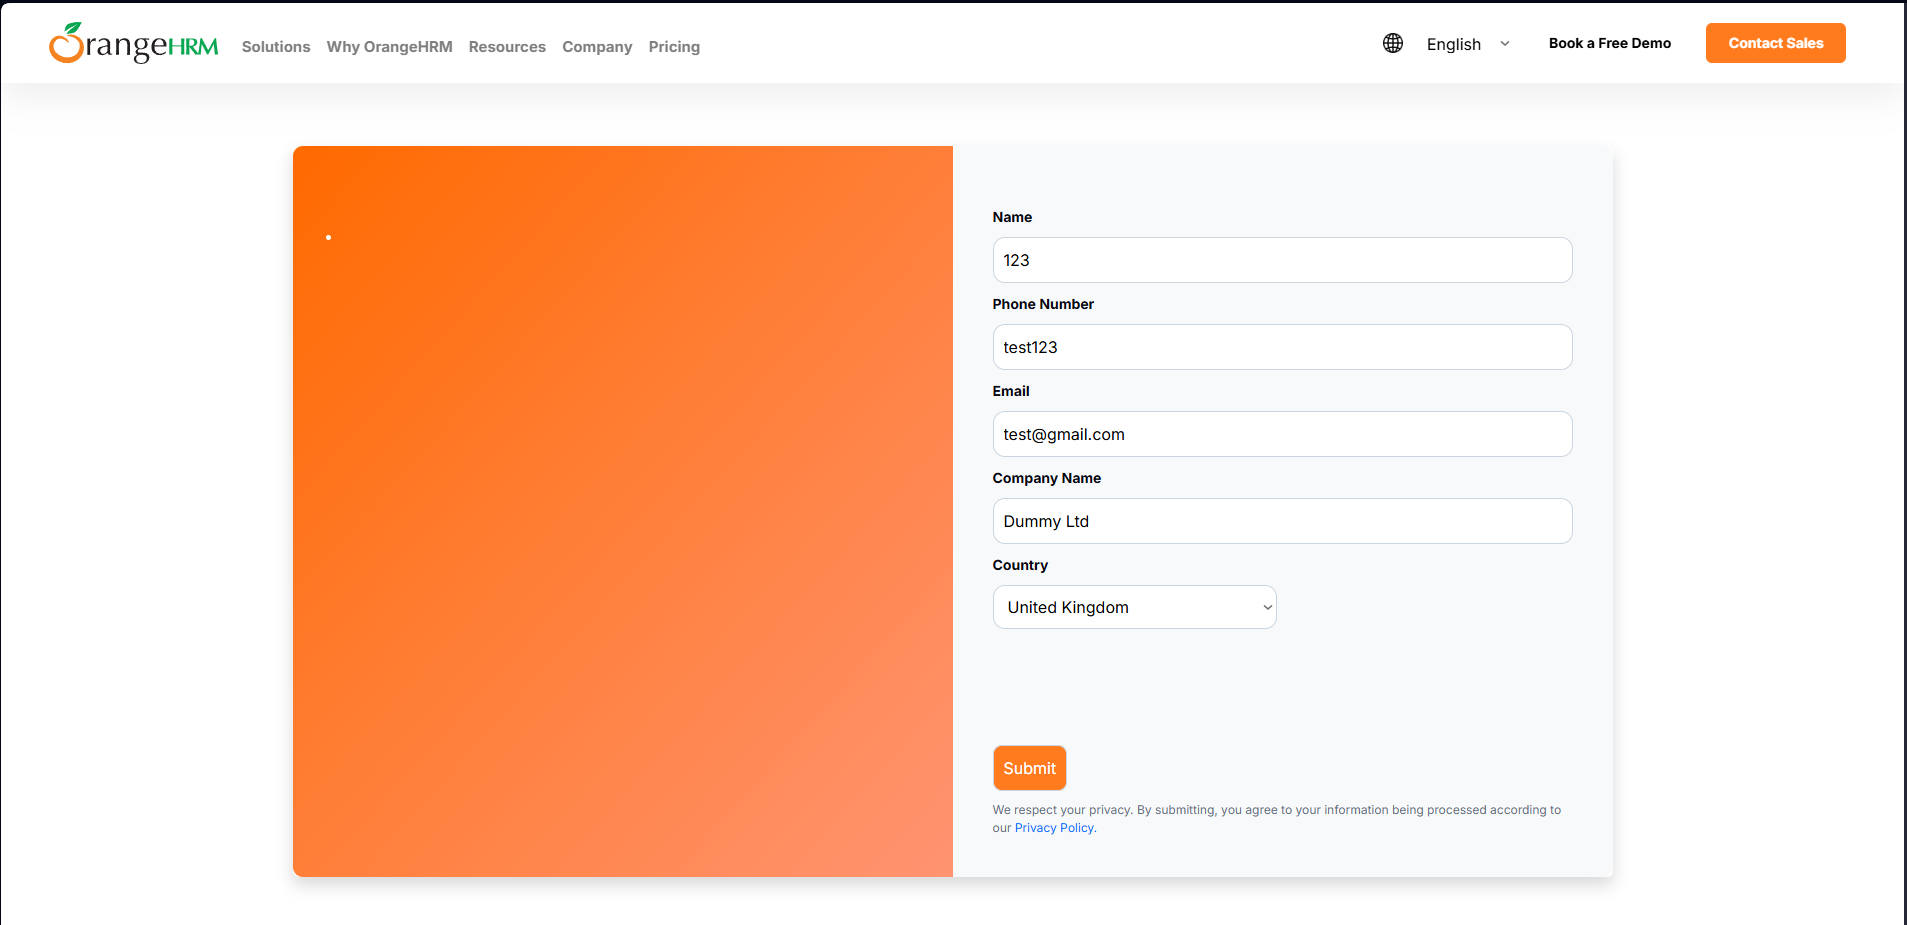 OrangeHRM Solutions Why OrangeHRM Resources Company Pricing English Book a Free Demo Contact Sales
Name
123
Phone Number
test123
Email
test@gmail.com
Company Name
Dummy Ltd
Country
United Kingdom
Submit
We respect your privacy. By submitting, you agree to your information being processed according to
our Privacy Policy.